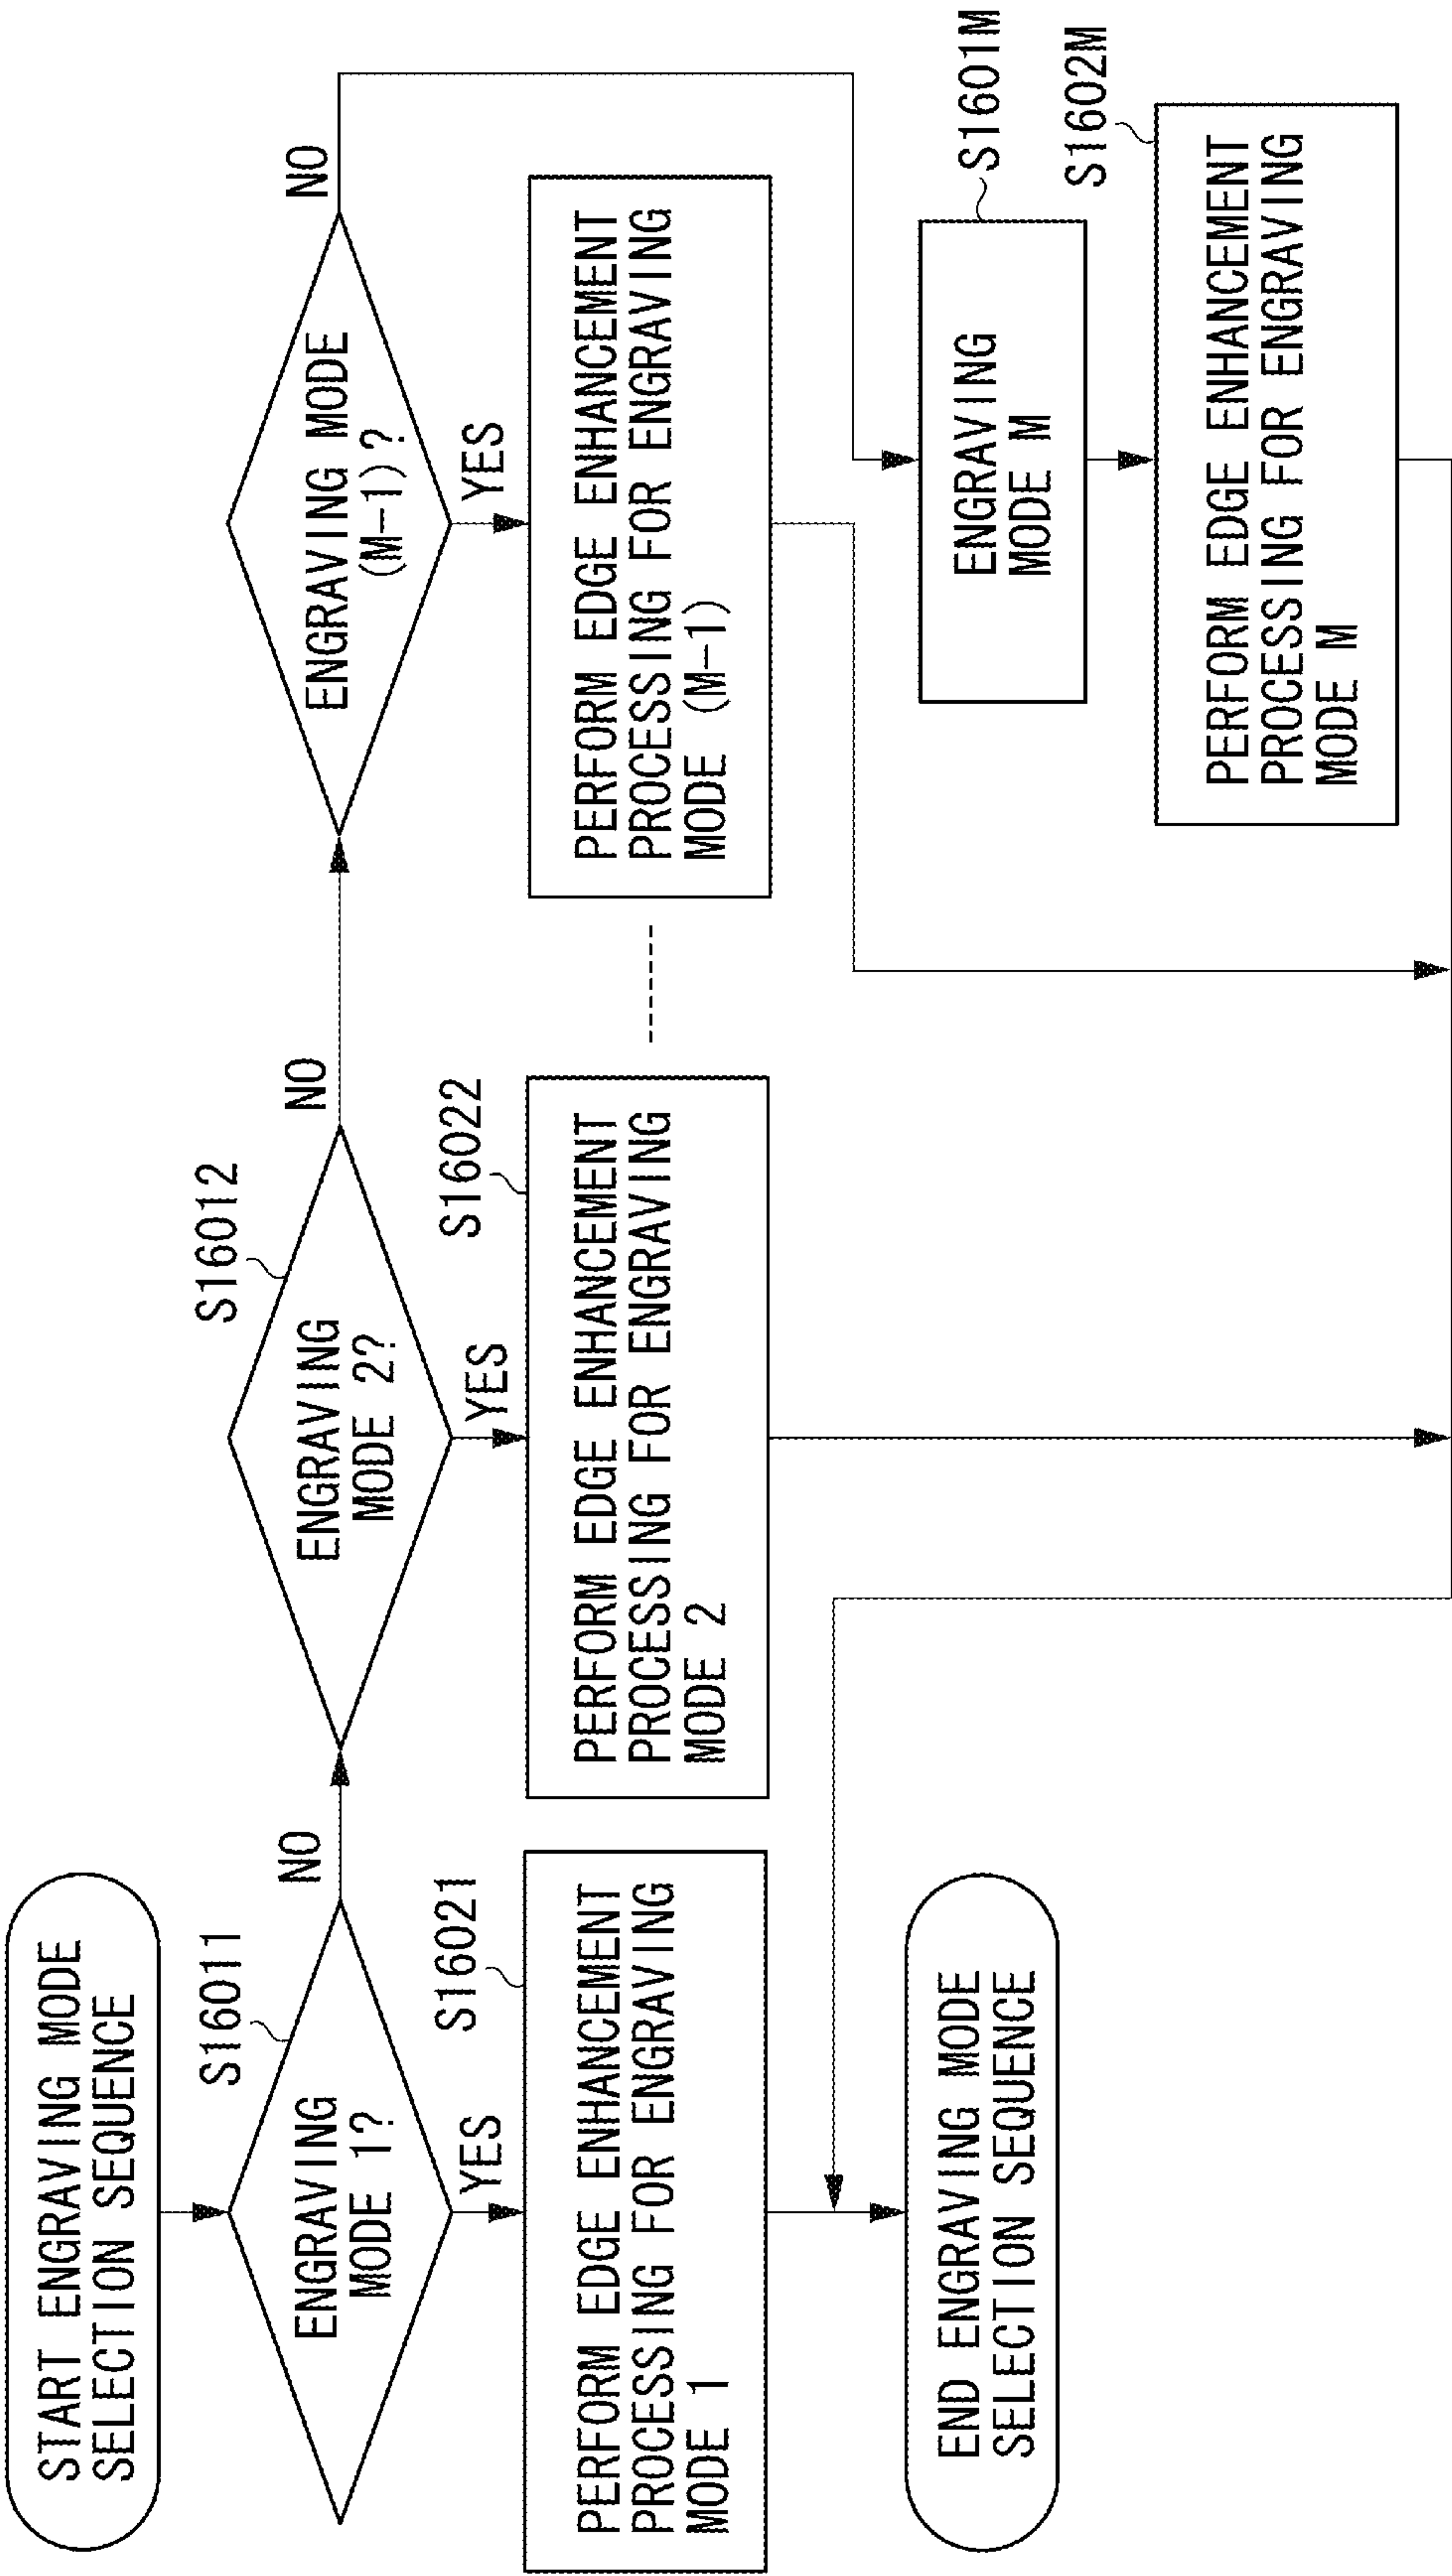 START ENGRAVING MODE
SELECTION SEQUENCE
S16011
ENGRAVING
MODE 1?
NO
YES
S16021
PERFORM EDGE ENHANCEMENT
PROCESSING FOR ENGRAVING
MODE 1
END ENGRAVING MODE
SELECTION SEQUENCE
S16012
ENGRAVING
MODE 2?
NO
YES
S16022
PERFORM EDGE ENHANCEMENT
PROCESSING FOR ENGRAVING
MODE 2
ENGRAVING MODE
(M-1)?
NO
YES
PERFORM EDGE ENHANCEMENT
PROCESSING FOR ENGRAVING
MODE (M-1)
S1601M
ENGRAVING
MODE M
S1602M
PERFORM EDGE ENHANCEMENT
PROCESSING FOR ENGRAVING
MODE M